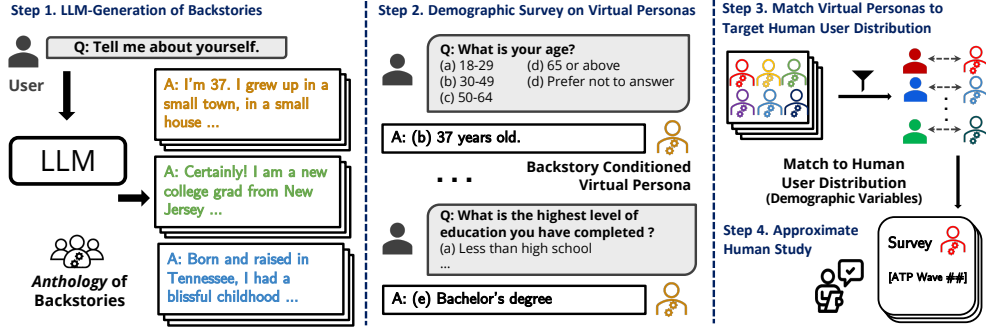 Step 1. LLM-Generation of Backstories
Q: Tell me about yourself.
User
A: I'm 37. I grew up in a
small town, in a small
house ...
LLM
A: Certainly! I am a new
college grad from New
Jersey ...
A: Born and raised in
Tennessee, I had a
blissful childhood ...
Anthology of
Backstories
Step 2. Demographic Survey on Virtual Personas
Q: What is your age?
(a) 18-29 (d) 65 or above
(b) 30-49 (d) Prefer not to answer
(c) 50-64
A: (b) 37 years old.
...
Backstory Conditioned
Virtual Persona
Q: What is the highest level of
education you have completed ?
(a) Less than high school
...
A: (e) Bachelor's degree
Step 3. Match Virtual Personas to
Target Human User Distribution
Match to Human
User Distribution
(Demographic Variables)
Step 4. Approximate
Human Study
Survey
[ATP Wave ##]